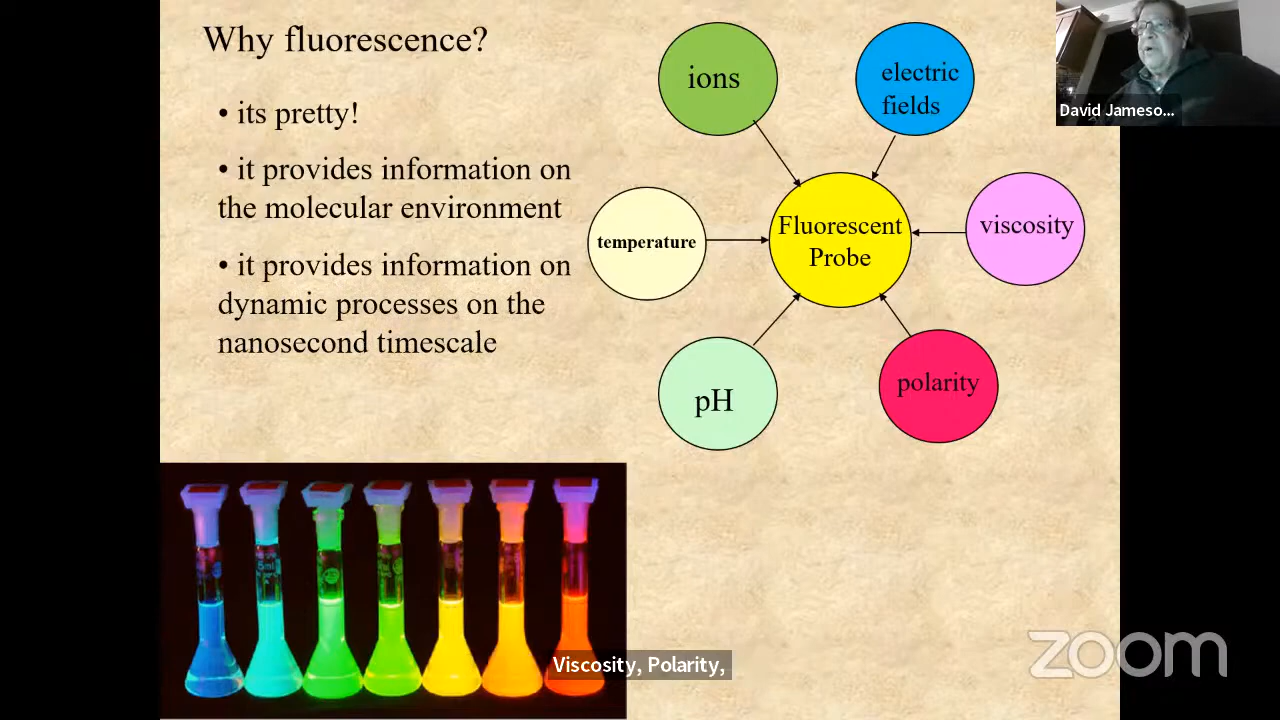 Why fluorescence?
• its pretty!
• it provides information on
the molecular environment
• it provides information on
dynamic processes on the
nanosecond timescale
ions
electric
fields
temperature
Fluorescent
Probe
viscosity
pH
polarity
David Jameso...
Viscosity, Polarity,
zoom